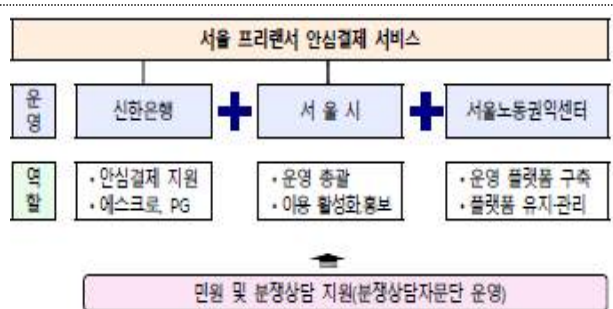 서울 프리랜서 안심결제 서비스
운영
신한은행
서울시
서울노동권익센터
역할
• 안심결제 지원
• 에스크로, PG
• 운영 총괄
• 이용 활성화·홍보
• 운영 플랫폼 구축
• 플랫폼 유지·관리
민원 및 분쟁상담 지원(분쟁상담자문단 운영)